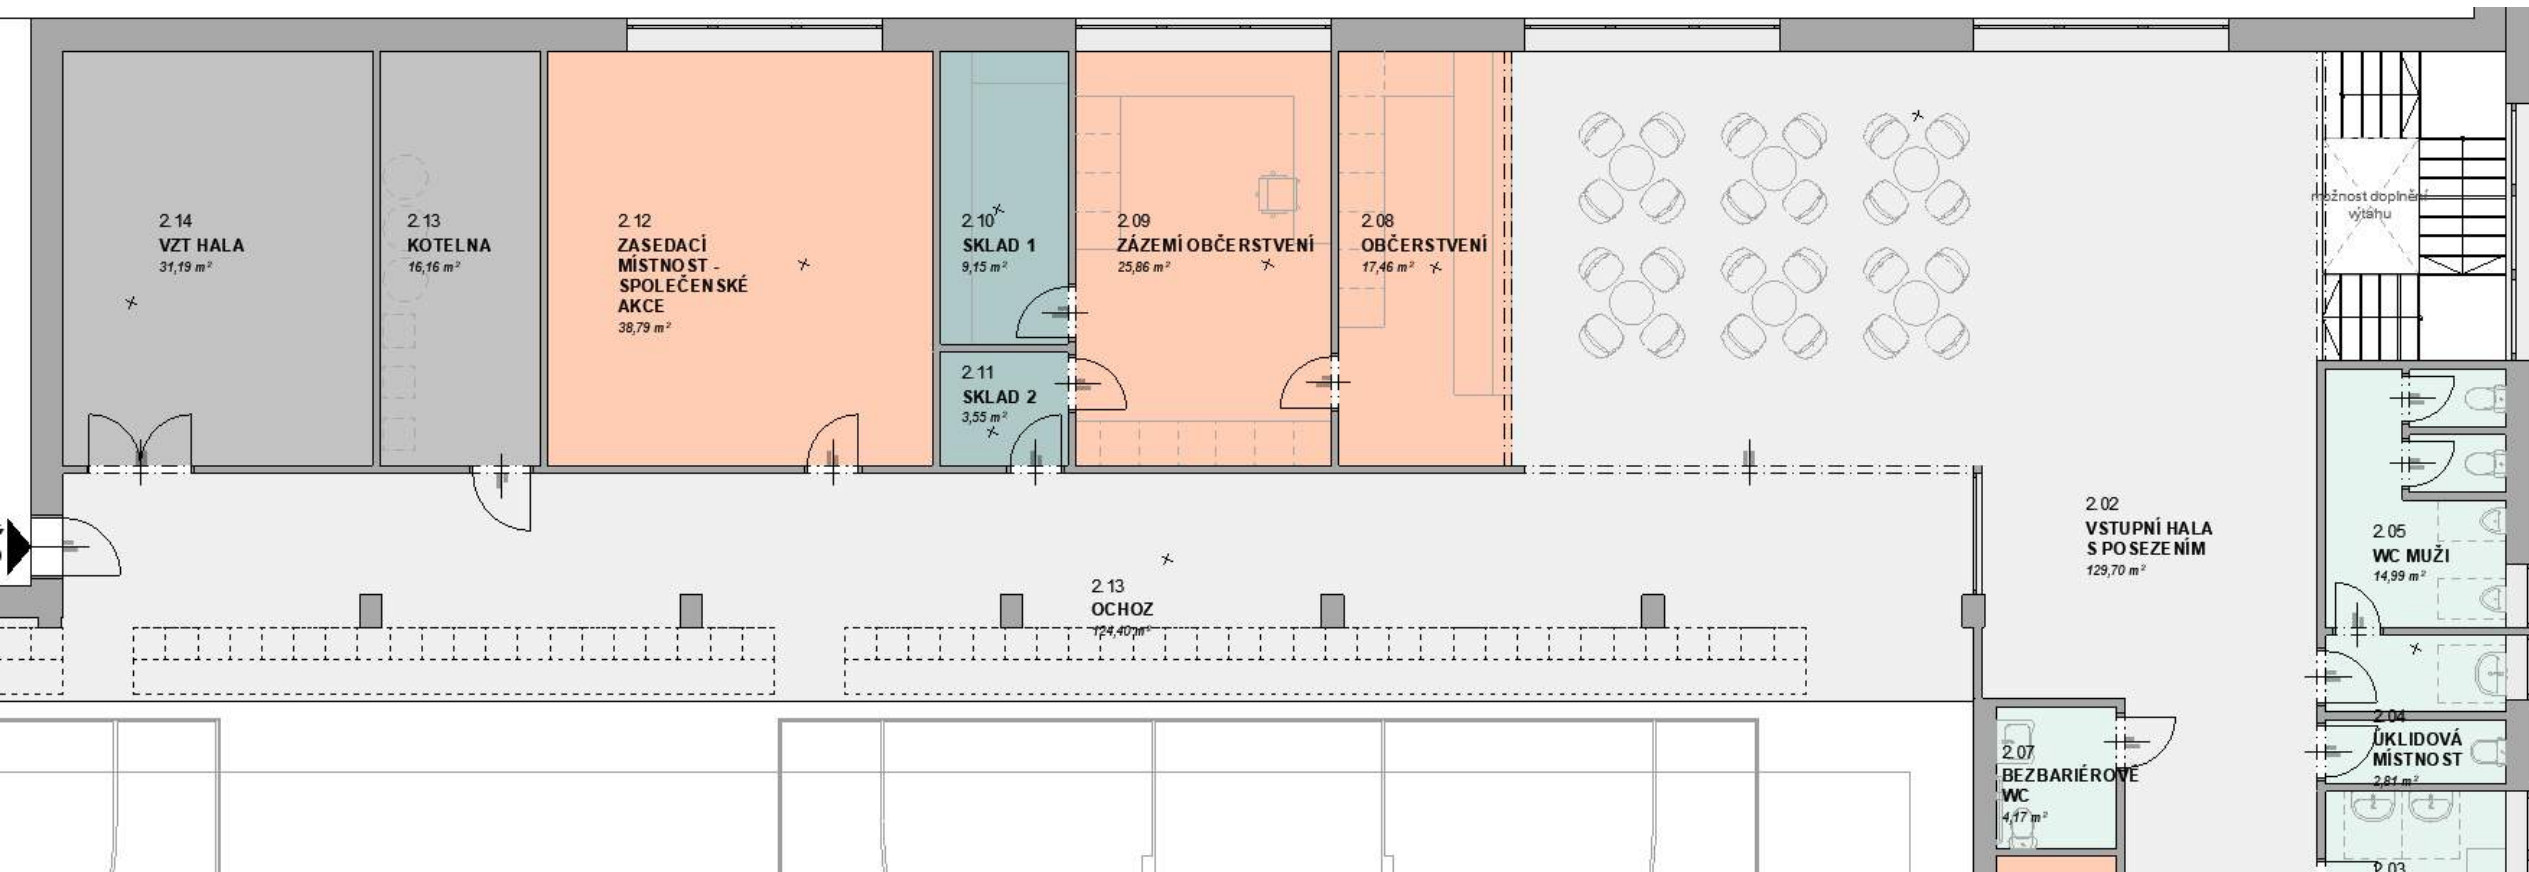 2.14
VZT HALA
31,19 m²
2.13
KOTELNA
16,16 m²
2.12
ZASEDACÍ
MÍSTNOST -
SPOLEČENSKÉ
AKCE
38,79 m²
2.10
SKLAD 1
9,15 m²
2.11
SKLAD 2
3,55 m²
2.09
ZÁZEMÍ OBČERSTVENÍ
25,86 m²
2.08
OBČERSTVENÍ
17,46 m²
možnost doplnění
výtahu
2.02
VSTUPNÍ HALA
S POSEZENÍM
129,70 m²
2.05
WC MUŽI
14,99 m²
2.13
OCHOZ
124,40 m²
2.04
ÚKLIDOVÁ
MÍSTNOST
2,81 m²
2.07
BEZBARIÉROVÉ
WC
4,17 m²
2.03